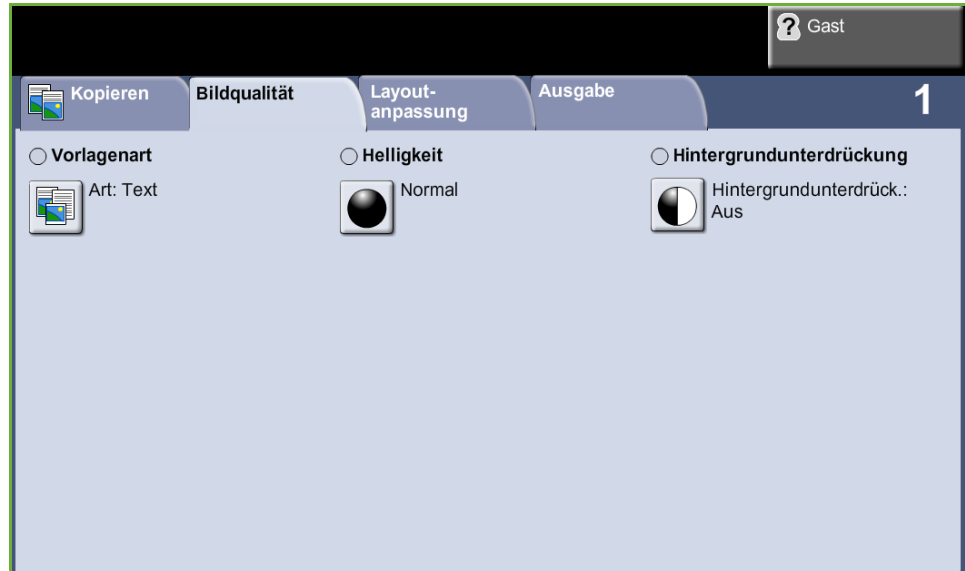 Gast
Kopieren
Bildqualität
Layout-
anpassung
Ausgabe
1
Vorlagenart
Art: Text
Helligkeit
Normal
Hintergrundunterdrückung
Hintergrundunterdrück.:
Aus